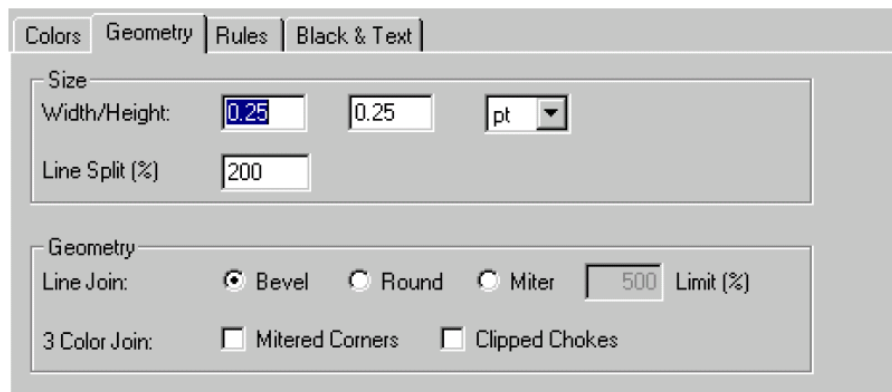 Colors Geometry Rules Black & Text
Size
Width/Height: 0.25 0.25 pt
Line Split (%) 200
Geometry
Line Join: Bevel Round Miter 500 Limit (%)
3 Color Join: Mitered Corners Clipped Chokes